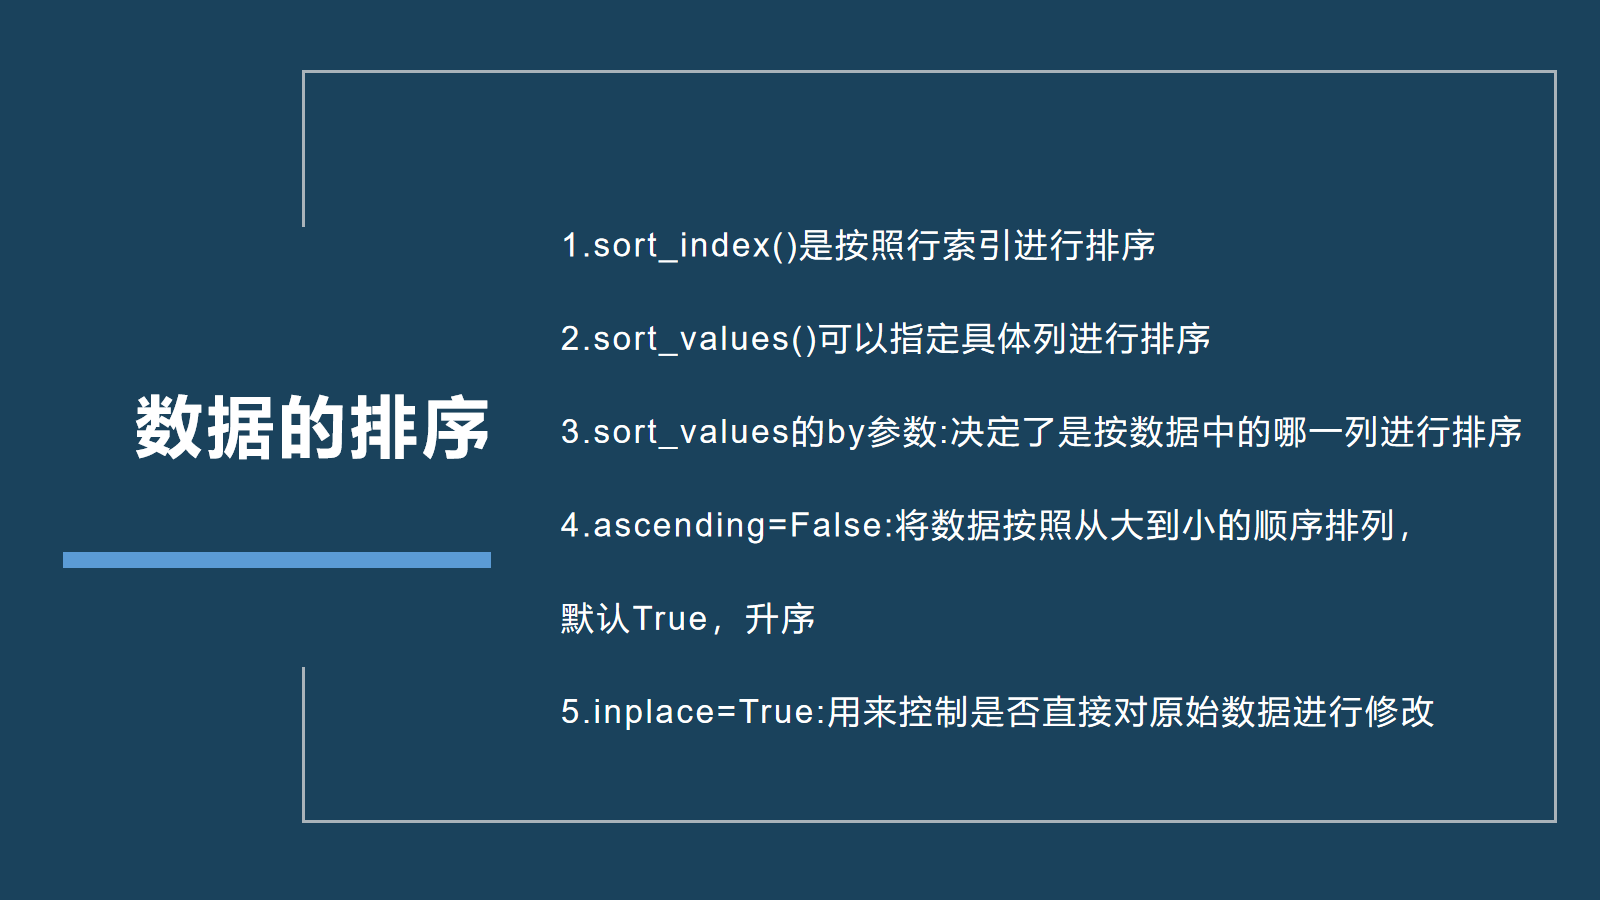 数据的排序
1.sort_index()是按照行索引进行排序
2.sort_values()可以指定具体列进行排序
3.sort_values的by参数:决定了是按数据中的哪一列进行排序
4.ascending=False:将数据按照从大到小的顺序排列，
默认True，升序
5.inplace=True:用来控制是否直接对原始数据进行修改